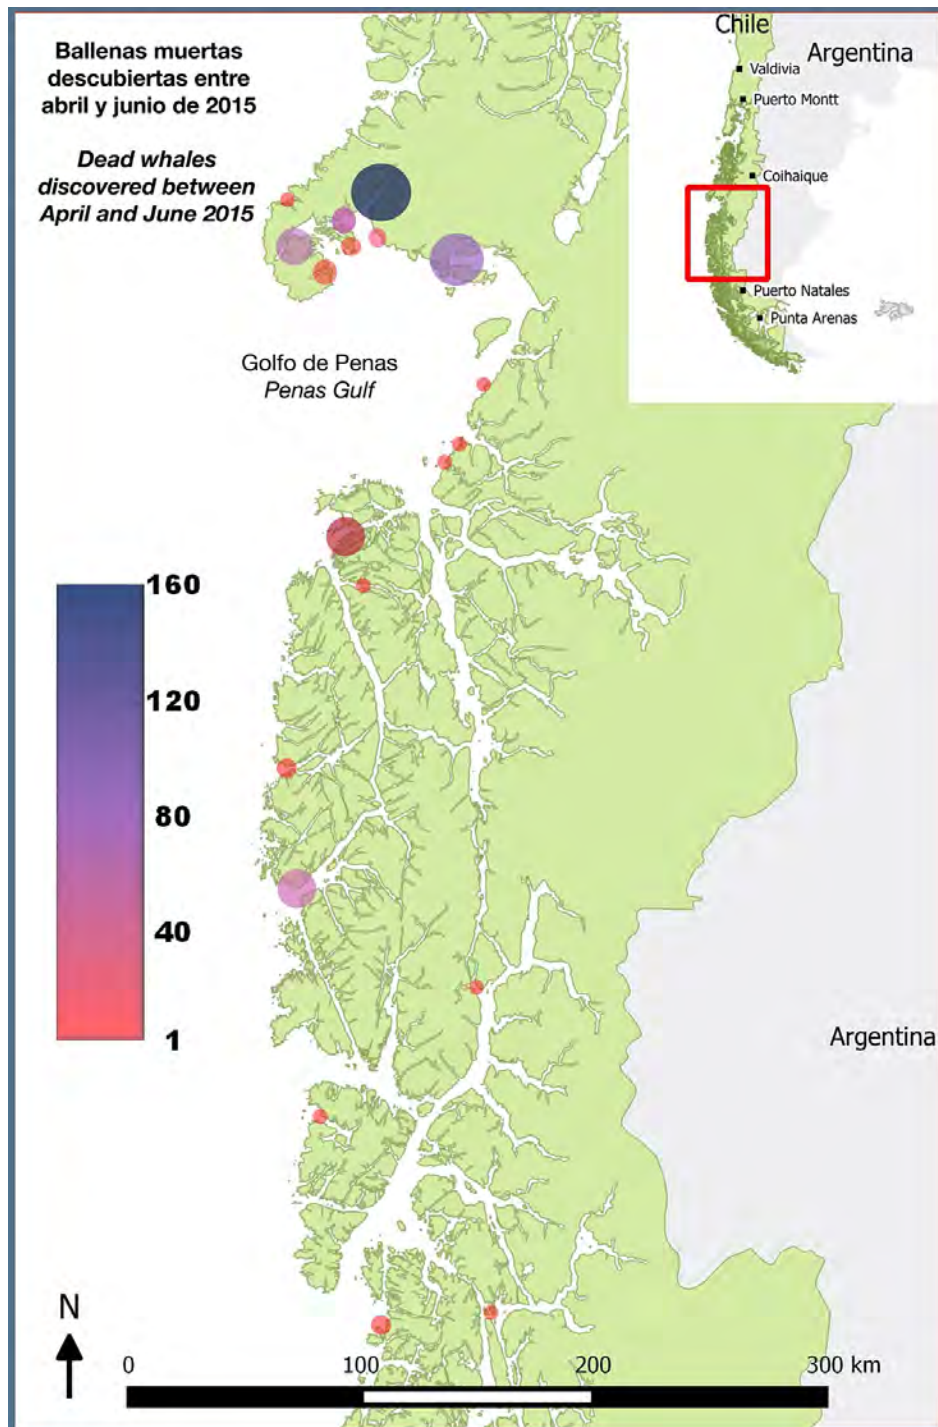 Ballenas muertas
descubiertas entre
abril y junio de 2015
Dead whales
discovered between
April and June 2015
Chile
Argentina
Valdivia
Puerto Montt
Coihaique
Puerto Natales
Punta Arenas
Golfo de Penas
Penas Gulf
160
120
80
40
1
Argentina
N
0 100 200 300 km